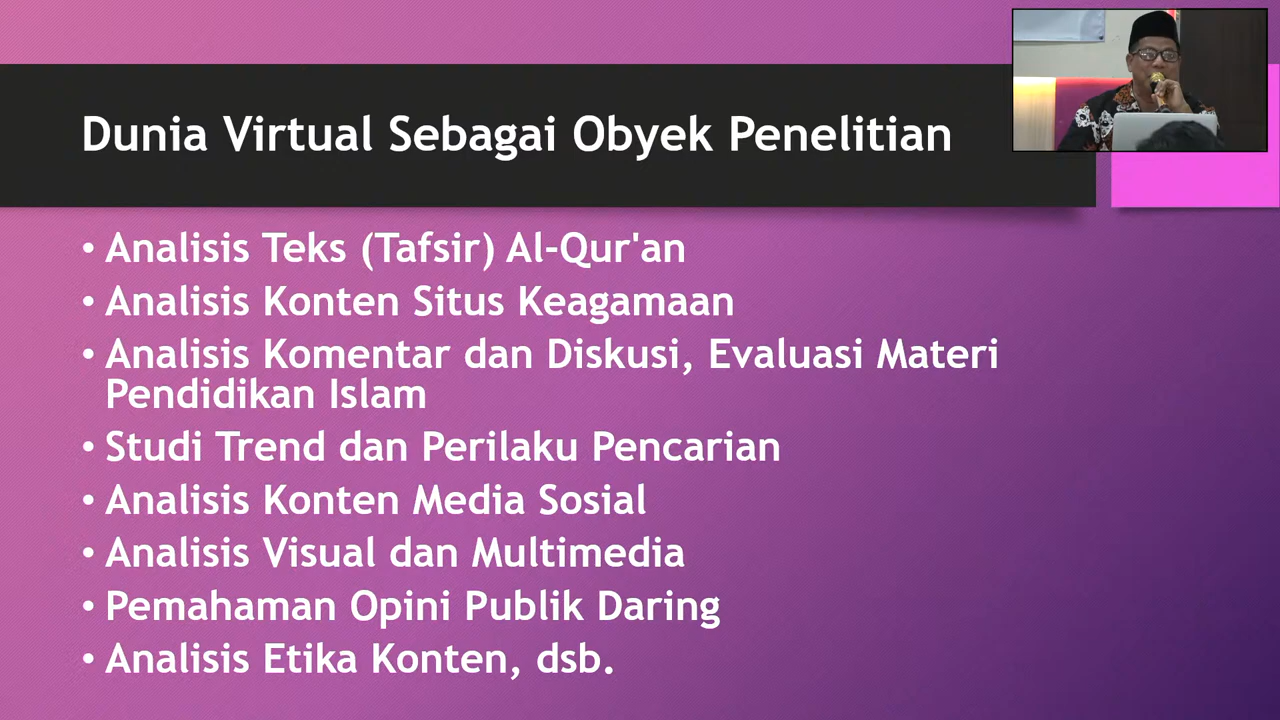 Dunia Virtual Sebagai Obyek Penelitian
• Analisis Teks (Tafsir) Al-Qur'an
• Analisis Konten Situs Keagamaan
• Analisis Komentar dan Diskusi, Evaluasi Materi
Pendidikan Islam
• Studi Trend dan Perilaku Pencarian
• Analisis Konten Media Sosial
• Analisis Visual dan Multimedia
• Pemahaman Opini Publik Daring
• Analisis Etika Konten, dsb.